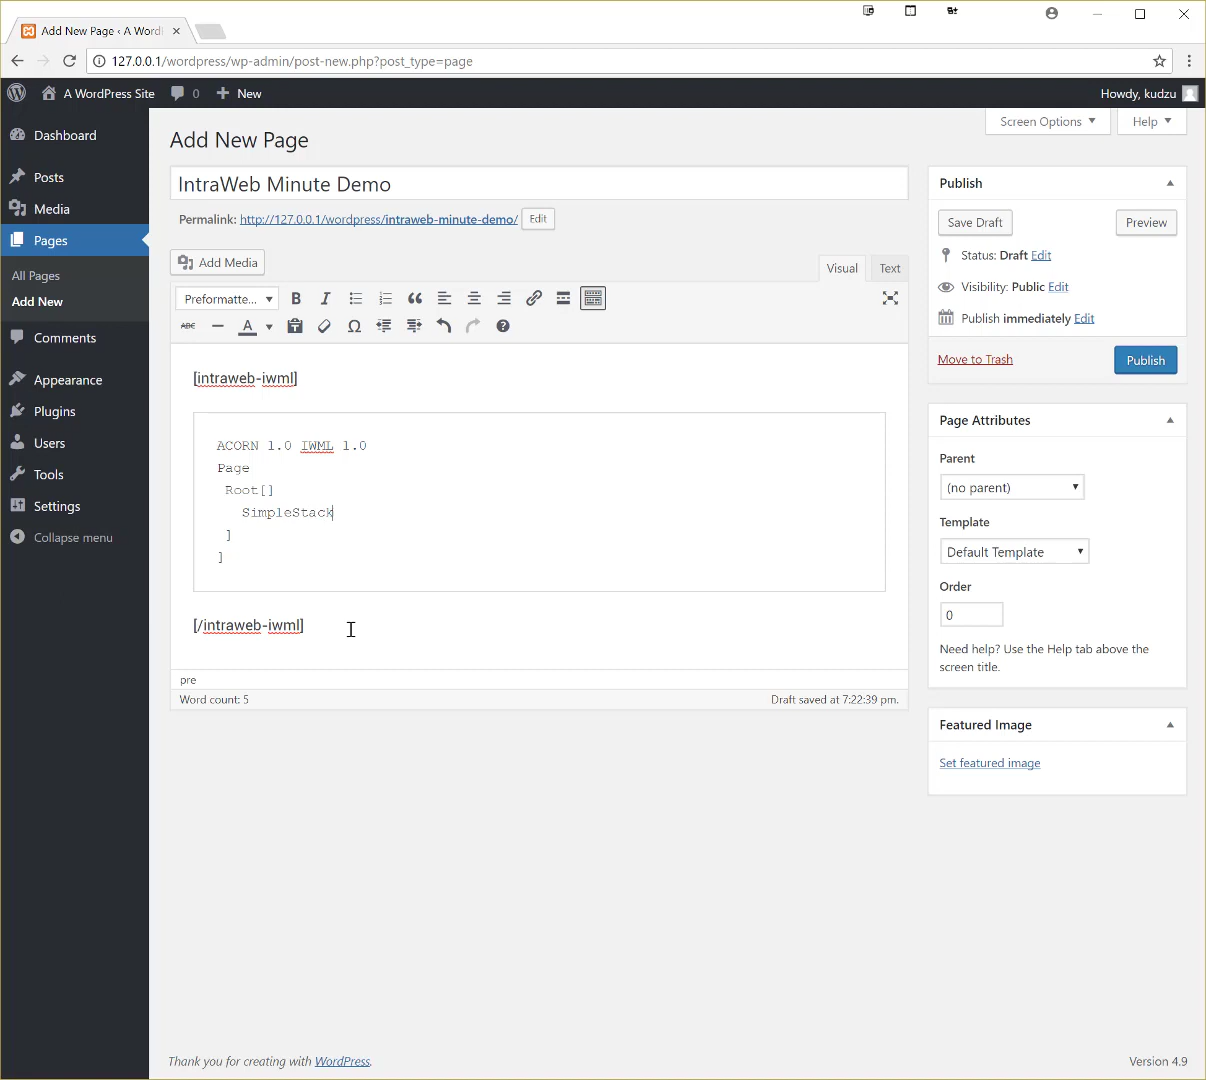 Add New Page ‹ A Word
127.0.0.1/wordpress/wp-admin/post-new.php?post_type=page
A WordPress Site
0
New
Howdy, kudzu
Dashboard
Posts
Media
Pages
All Pages
Add New
Comments
Appearance
Plugins
Users
Tools
Settings
Collapse menu
Screen Options
Help
Add New Page
IntraWeb Minute Demo
Permalink: http://127.0.0.1/wordpress/intraweb-minute-demo/ Edit
Add Media
Visual
Text
Preformatte...
B I
ABC A
[intraweb-iwml]
ACORN 1.0 IWML 1.0
Page
Root[]
SimpleStack
]
]
[/intraweb-iwml]
pre
Word count: 5
Draft saved at 7:22:39 pm.
Publish
Save Draft
Preview
Status: Draft Edit
Visibility: Public Edit
Publish immediately Edit
Move to Trash
Publish
Page Attributes
Parent
(no parent)
Template
Default Template
Order
0
Need help? Use the Help tab above the
screen title.
Featured Image
Set featured image
Thank you for creating with WordPress.
Version 4.9